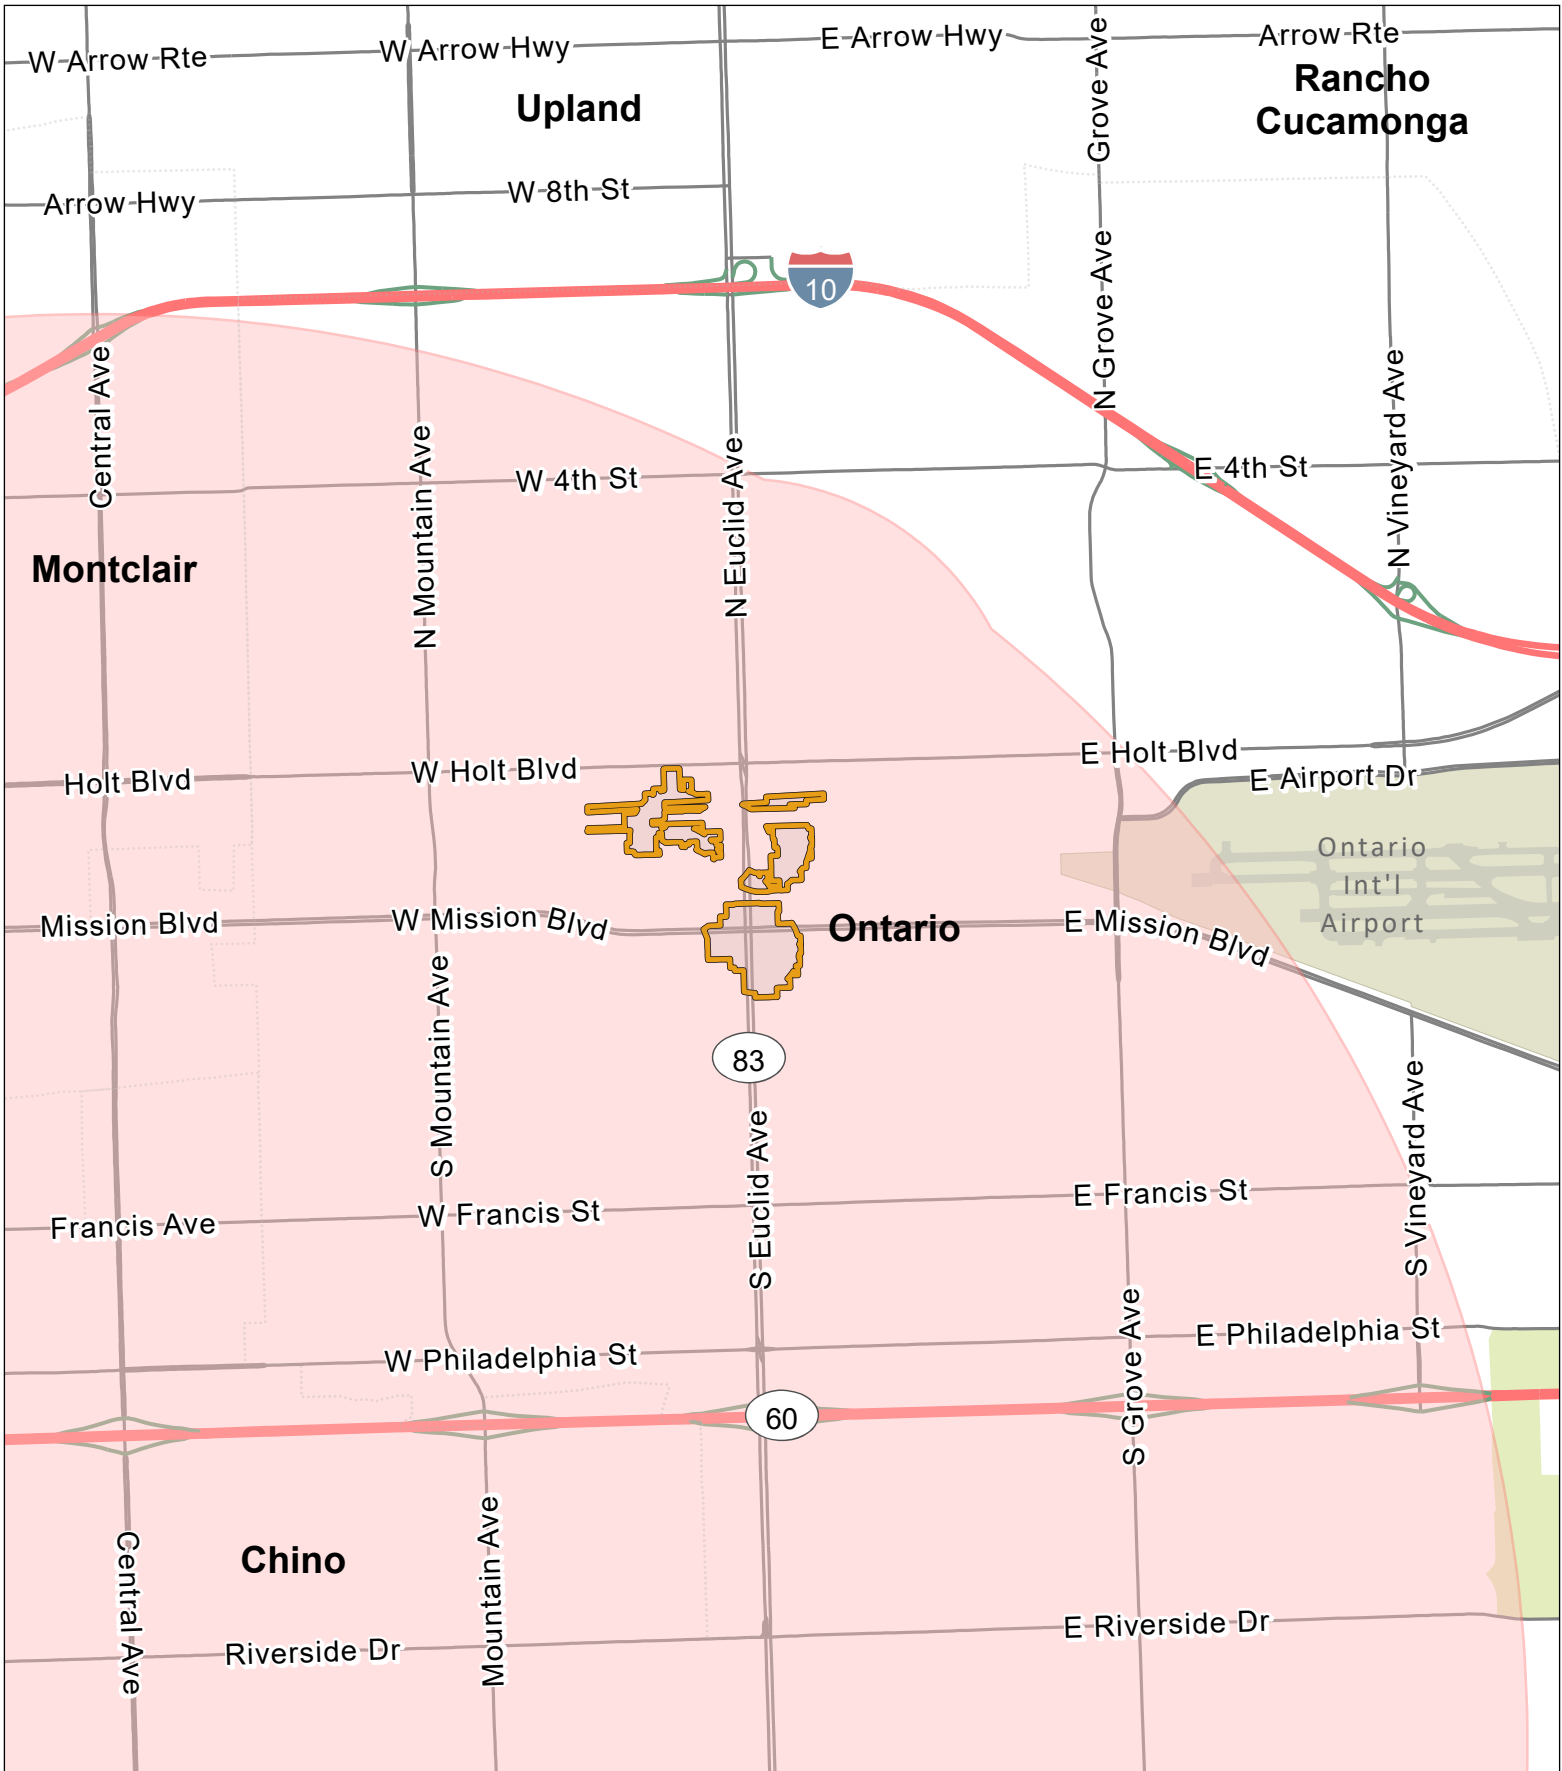 W Arrow Rte
W Arrow Hwy
E Arrow Hwy
Arrow Rte
Grove Ave
Upland
Rancho
Cucamonga
Arrow Hwy
W 8th St
10
N Grove Ave
Central Ave
N Mountain Ave
N Euclid Ave
N Vineyard Ave
W 4th St
E 4th St
Montclair
Holt Blvd
W Holt Blvd
E Holt Blvd
E Airport Dr
Ontario
Int'l
Airport
Mission Blvd
W Mission Blvd
Ontario
E Mission Blvd
S Mountain Ave
83
S Euclid Ave
S Vineyard Ave
Francis Ave
W Francis St
E Francis St
W Philadelphia St
S Grove Ave
E Philadelphia St
60
Chino
Central Ave
Mountain Ave
Riverside Dr
E Riverside Dr